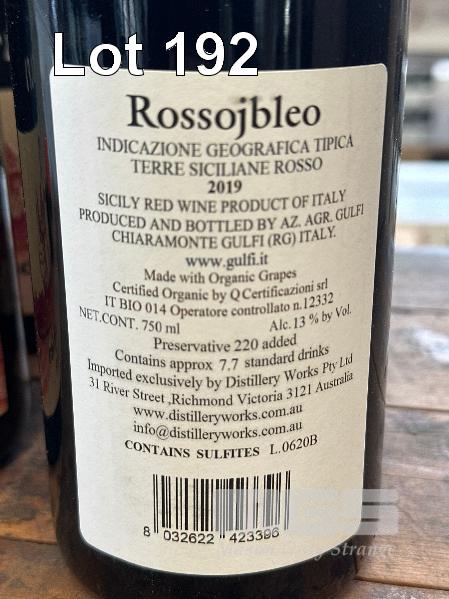 Lot 192
Rossojbleo
INDICAZIONE GEOGRAFICA TIPICA
TERRE SICILIANE ROSSO
2019
SICILY RED WINE PRODUCT OF ITALY
PRODUCED AND BOTTLED BY AZ. AGR. GULFI
CHIARAMONTE GULFI (RG) ITALY.
www.gulfi.it
Made with Organic Grapes
Certified Organic by QCertificazioni srl
IT BIO 014 Operatore controllato n.12332
NET.CONT. 750 ml Alc.13 % by Vol.
Preservative 220 added
Contains approx 7.7 standard drinks
Imported exclusively by Distillery Works Pty Ltd
31 River Street ,Richmond Victoria 3121 Australia
www.distilleryworks.com.au
info@distilleryworks.com.au
CONTAINS SULFITES L.0620B
8 032622 423396
Strange